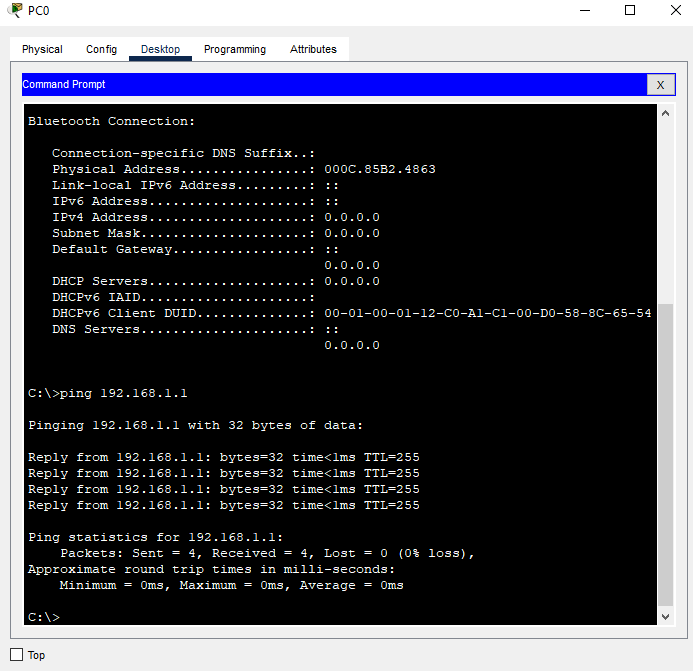 PC0
Physical Config Desktop Programming Attributes
Command Prompt X
Bluetooth Connection:
Connection-specific DNS Suffix..:
Physical Address................: 000C.85B2.4863
Link-local IPv6 Address.........: ::
IPv6 Address....................: ::
IPv4 Address....................: 0.0.0.0
Subnet Mask.....................: 0.0.0.0
Default Gateway.................: ::
0.0.0.0
DHCP Servers....................: 0.0.0.0
DHCPv6 IAID.....................:
DHCPv6 Client DUID..............: 00-01-00-01-12-C0-A1-C1-00-D0-58-8C-65-54
DNS Servers.....................: ::
0.0.0.0
C:\>ping 192.168.1.1
Pinging 192.168.1.1 with 32 bytes of data:
Reply from 192.168.1.1: bytes=32 time<1ms TTL=255
Reply from 192.168.1.1: bytes=32 time<1ms TTL=255
Reply from 192.168.1.1: bytes=32 time<1ms TTL=255
Reply from 192.168.1.1: bytes=32 time<1ms TTL=255
Ping statistics for 192.168.1.1:
Packets: Sent = 4, Received = 4, Lost = 0 (0% loss),
Approximate round trip times in milli-seconds:
Minimum = 0ms, Maximum = 0ms, Average = 0ms
C:\>
Top